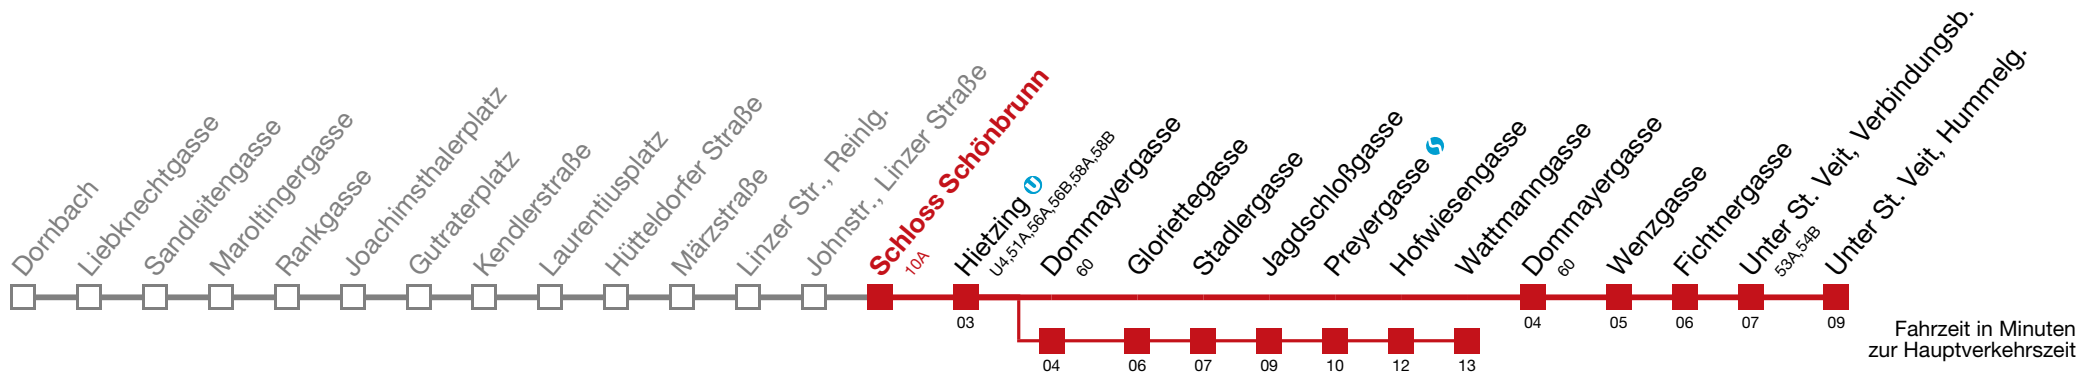 Dornbach
Liebknechtgasse
Sandleitengasse
Maroltingergasse
Rankgasse
Joachimsthalerplatz
Gutraterplatz
Kendlerstraße
Laurentiusplatz
Hütteldorfer Straße
Märzstraße
Linzer Str., Reinlg.
Johnstr., Linzer Straße
Schloss Schönbrunn
10A
Hietzing U
U4,51A,56A,56B,58A,58B
Dommayergasse
60
Gloriettegasse
Stadlergasse
Jagdschloßgasse
Preyergasse
Hofwiesengasse
Wattmanngasse
Dommayergasse
60
Wenzgasse
Fichtnergasse
Unter St. Veit, Verbindungsb.
53A,54B
Unter St. Veit, Hummelg.
03
04
05
06
07
09
04
06
07
09
10
12
13
Fahrzeit in Minuten
zur Hauptverkehrszeit